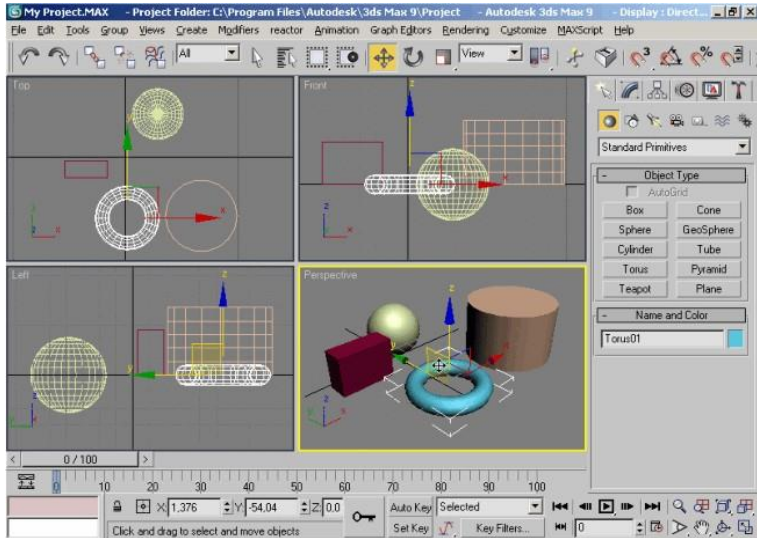 My Project.MAX - Project Folder: C:\Program Files\Autodesk\3ds Max 9\Project - Autodesk 3ds Max 9 - Display : Direct...
File Edit Tools Group Views Create Modifiers reactor Animation Graph Editors Rendering Customize MAXScript Help
All View 3
Top Front
y x z x
z x
Standard Primitives
Object Type
AutoGrid
Box Cone
Sphere GeoSphere
Cylinder Tube
Torus Pyramid
Teapot Plane
Name and Color
Torus01
Left Perspective
z y z
0 / 100
0 10 20 30 40 50 60 70 80 90 100
X: 1,376 Y: -54,04 Z: 0,0 Auto Key Selected
Click and drag to select and move objects Set Key Key Filters... 0